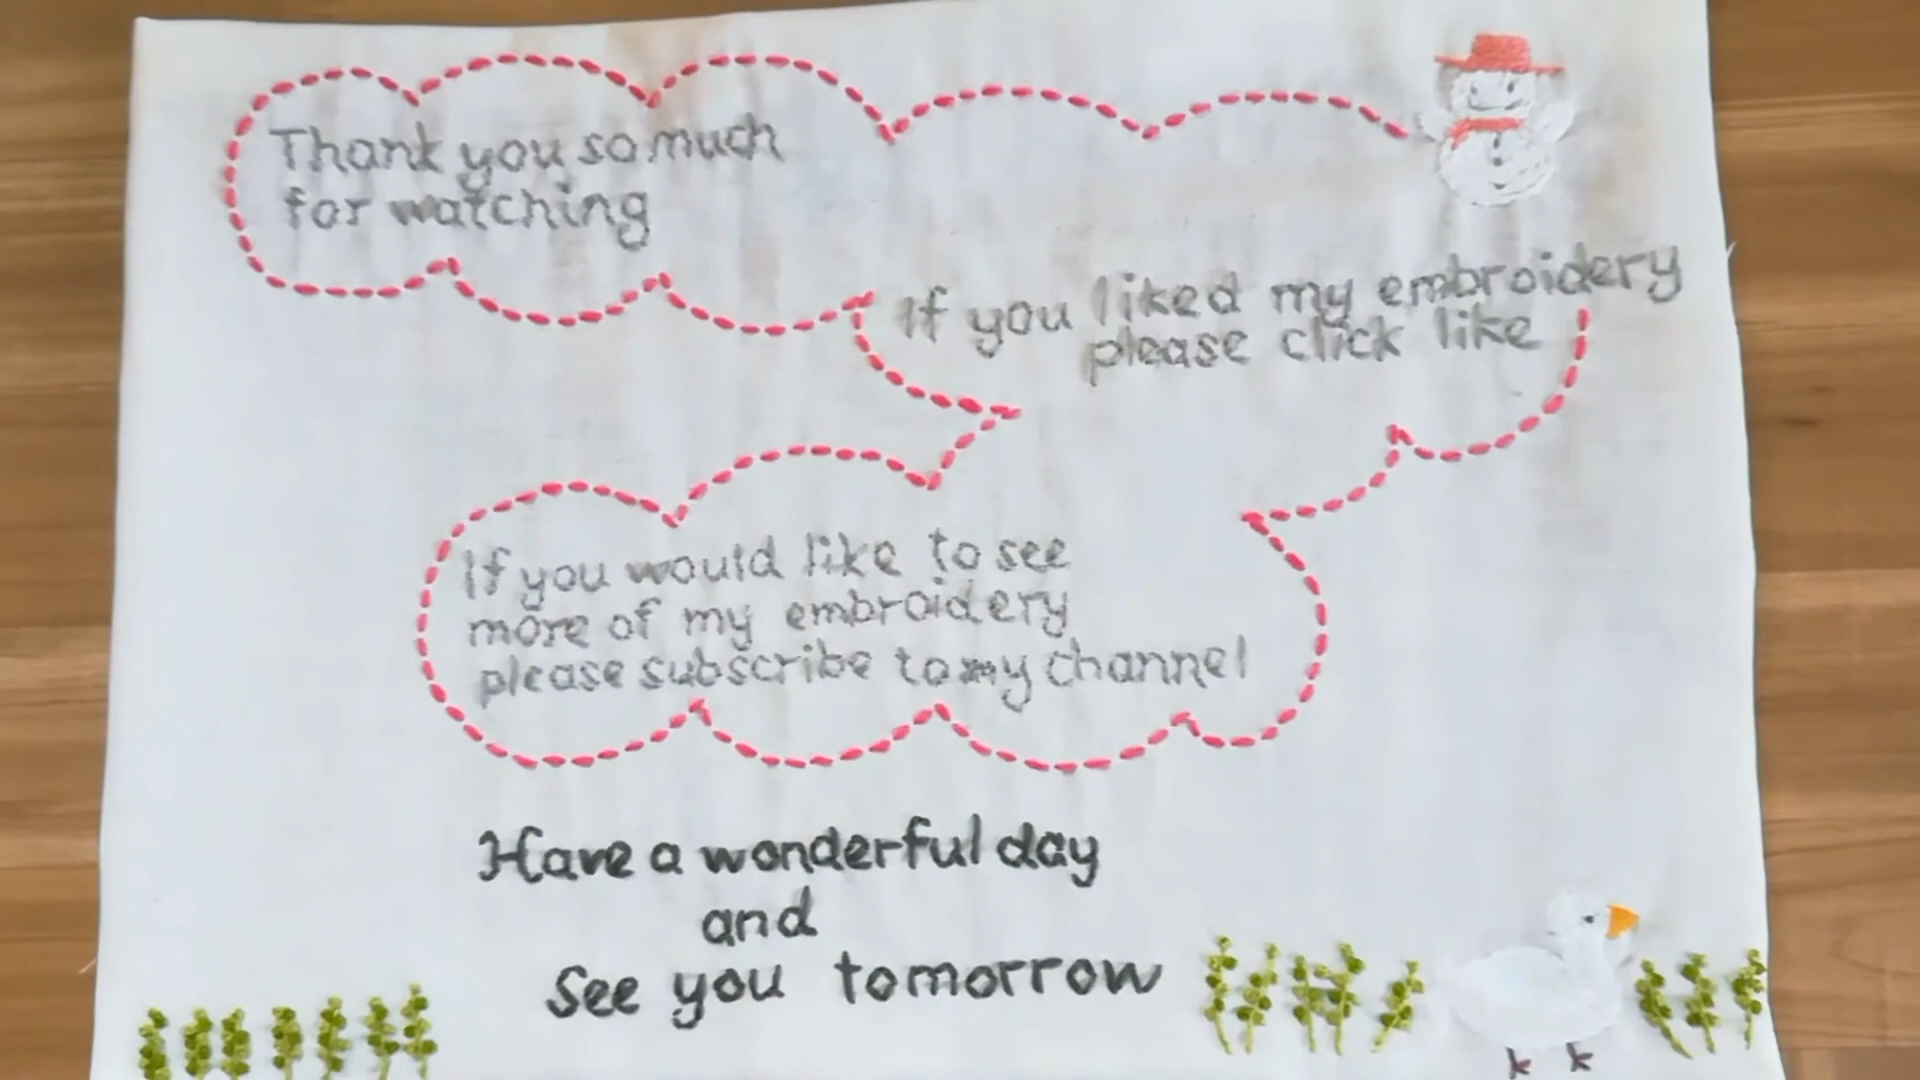 Thank you so much
for watching
If you liked my embroidery
please click like
If you would like to see
more of my embroidery
please subscribe to my channel
Have a wonderful day
and
See you tomorrow